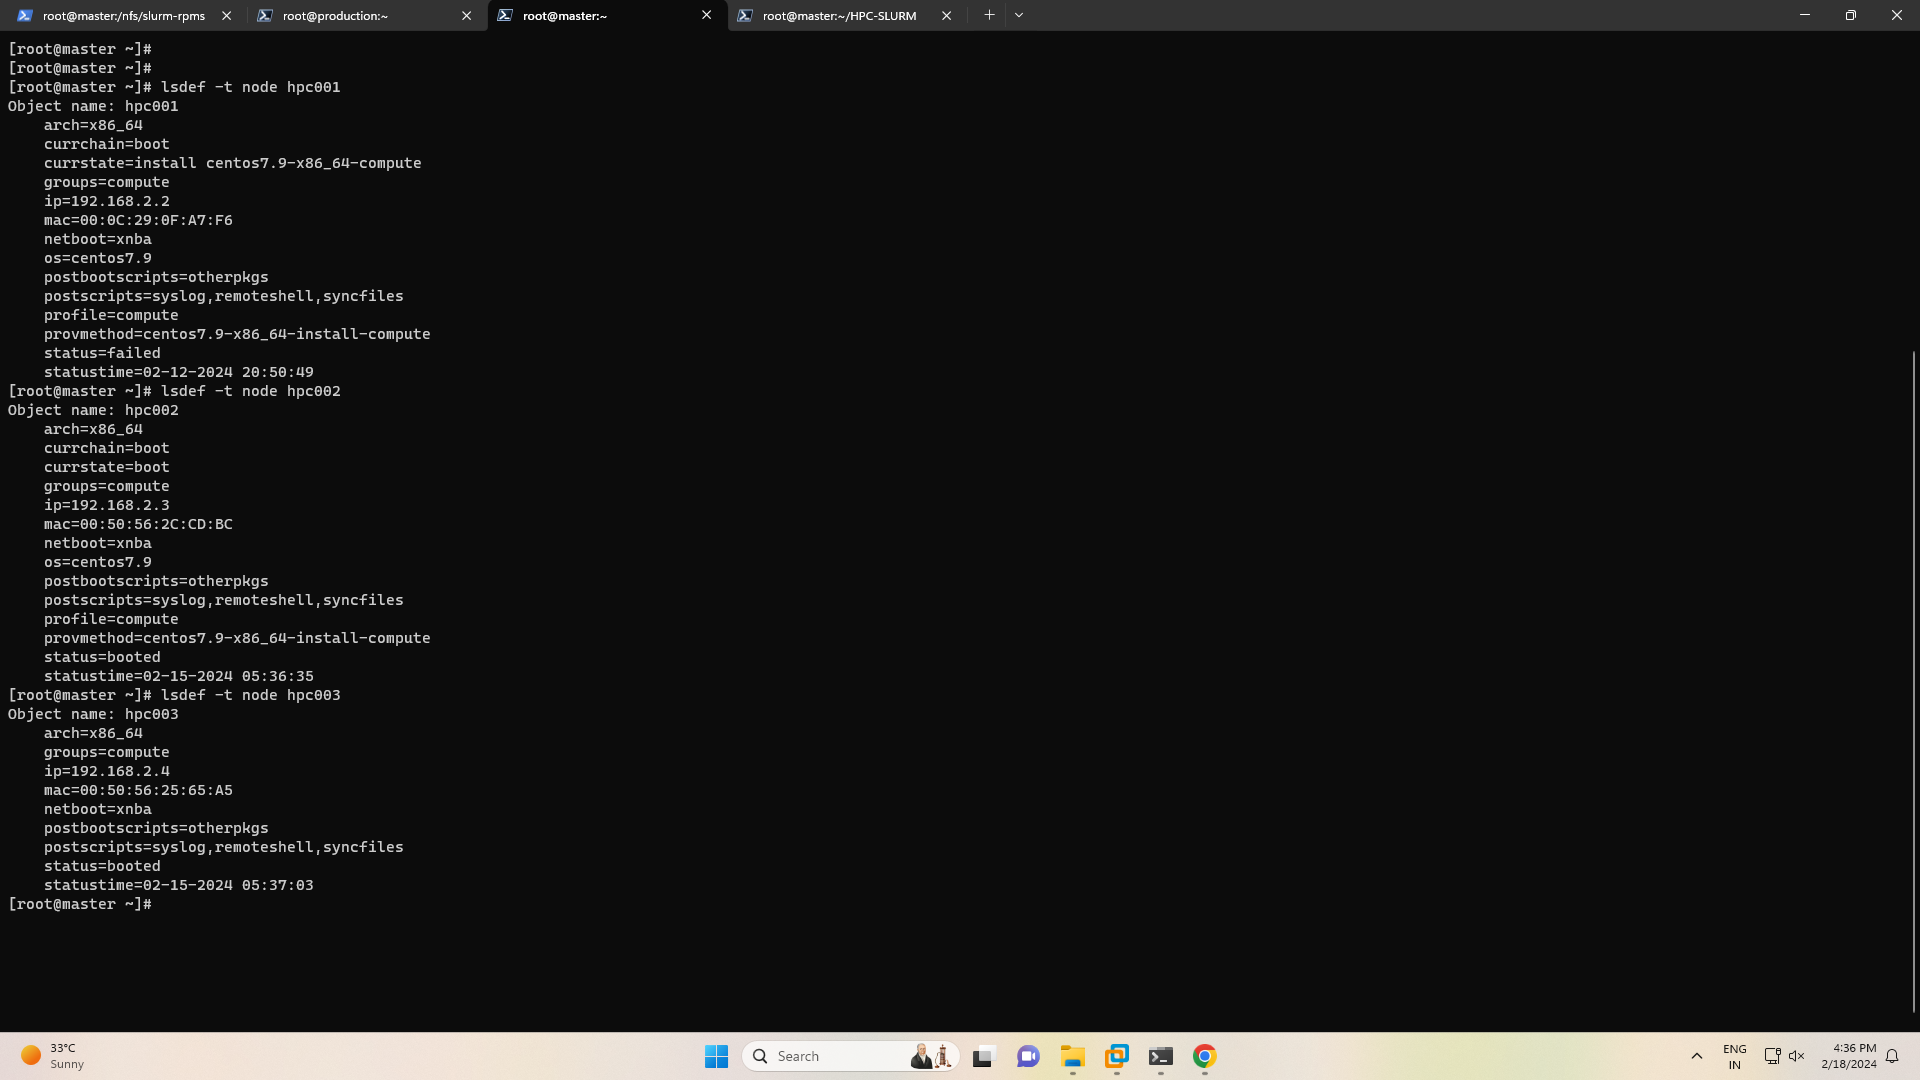 root@master:/nfs/slurm-rpms
root@production:~
root@master:~
root@master:~/HPC-SLURM
[root@master ~]#
[root@master ~]#
[root@master ~]# lsdef -t node hpc001
Object name: hpc001
    arch=x86_64
    currchain=boot
    currstate=install centos7.9-x86_64-compute
    groups=compute
    ip=192.168.2.2
    mac=00:0C:29:0F:A7:F6
    netboot=xnba
    os=centos7.9
    postbootscripts=otherpkgs
    postscripts=syslog,remoteshell,syncfiles
    profile=compute
    provmethod=centos7.9-x86_64-install-compute
    status=failed
    statustime=02-12-2024 20:50:49
[root@master ~]# lsdef -t node hpc002
Object name: hpc002
    arch=x86_64
    currchain=boot
    currstate=boot
    groups=compute
    ip=192.168.2.3
    mac=00:50:56:2C:CD:BC
    netboot=xnba
    os=centos7.9
    postbootscripts=otherpkgs
    postscripts=syslog,remoteshell,syncfiles
    profile=compute
    provmethod=centos7.9-x86_64-install-compute
    status=booted
    statustime=02-15-2024 05:36:35
[root@master ~]# lsdef -t node hpc003
Object name: hpc003
    arch=x86_64
    groups=compute
    ip=192.168.2.4
    mac=00:50:56:25:65:A5
    netboot=xnba
    postbootscripts=otherpkgs
    postscripts=syslog,remoteshell,syncfiles
    status=booted
    statustime=02-15-2024 05:37:03
[root@master ~]#
33°C
Sunny
Search
ENG
IN
4:36 PM
2/18/2024